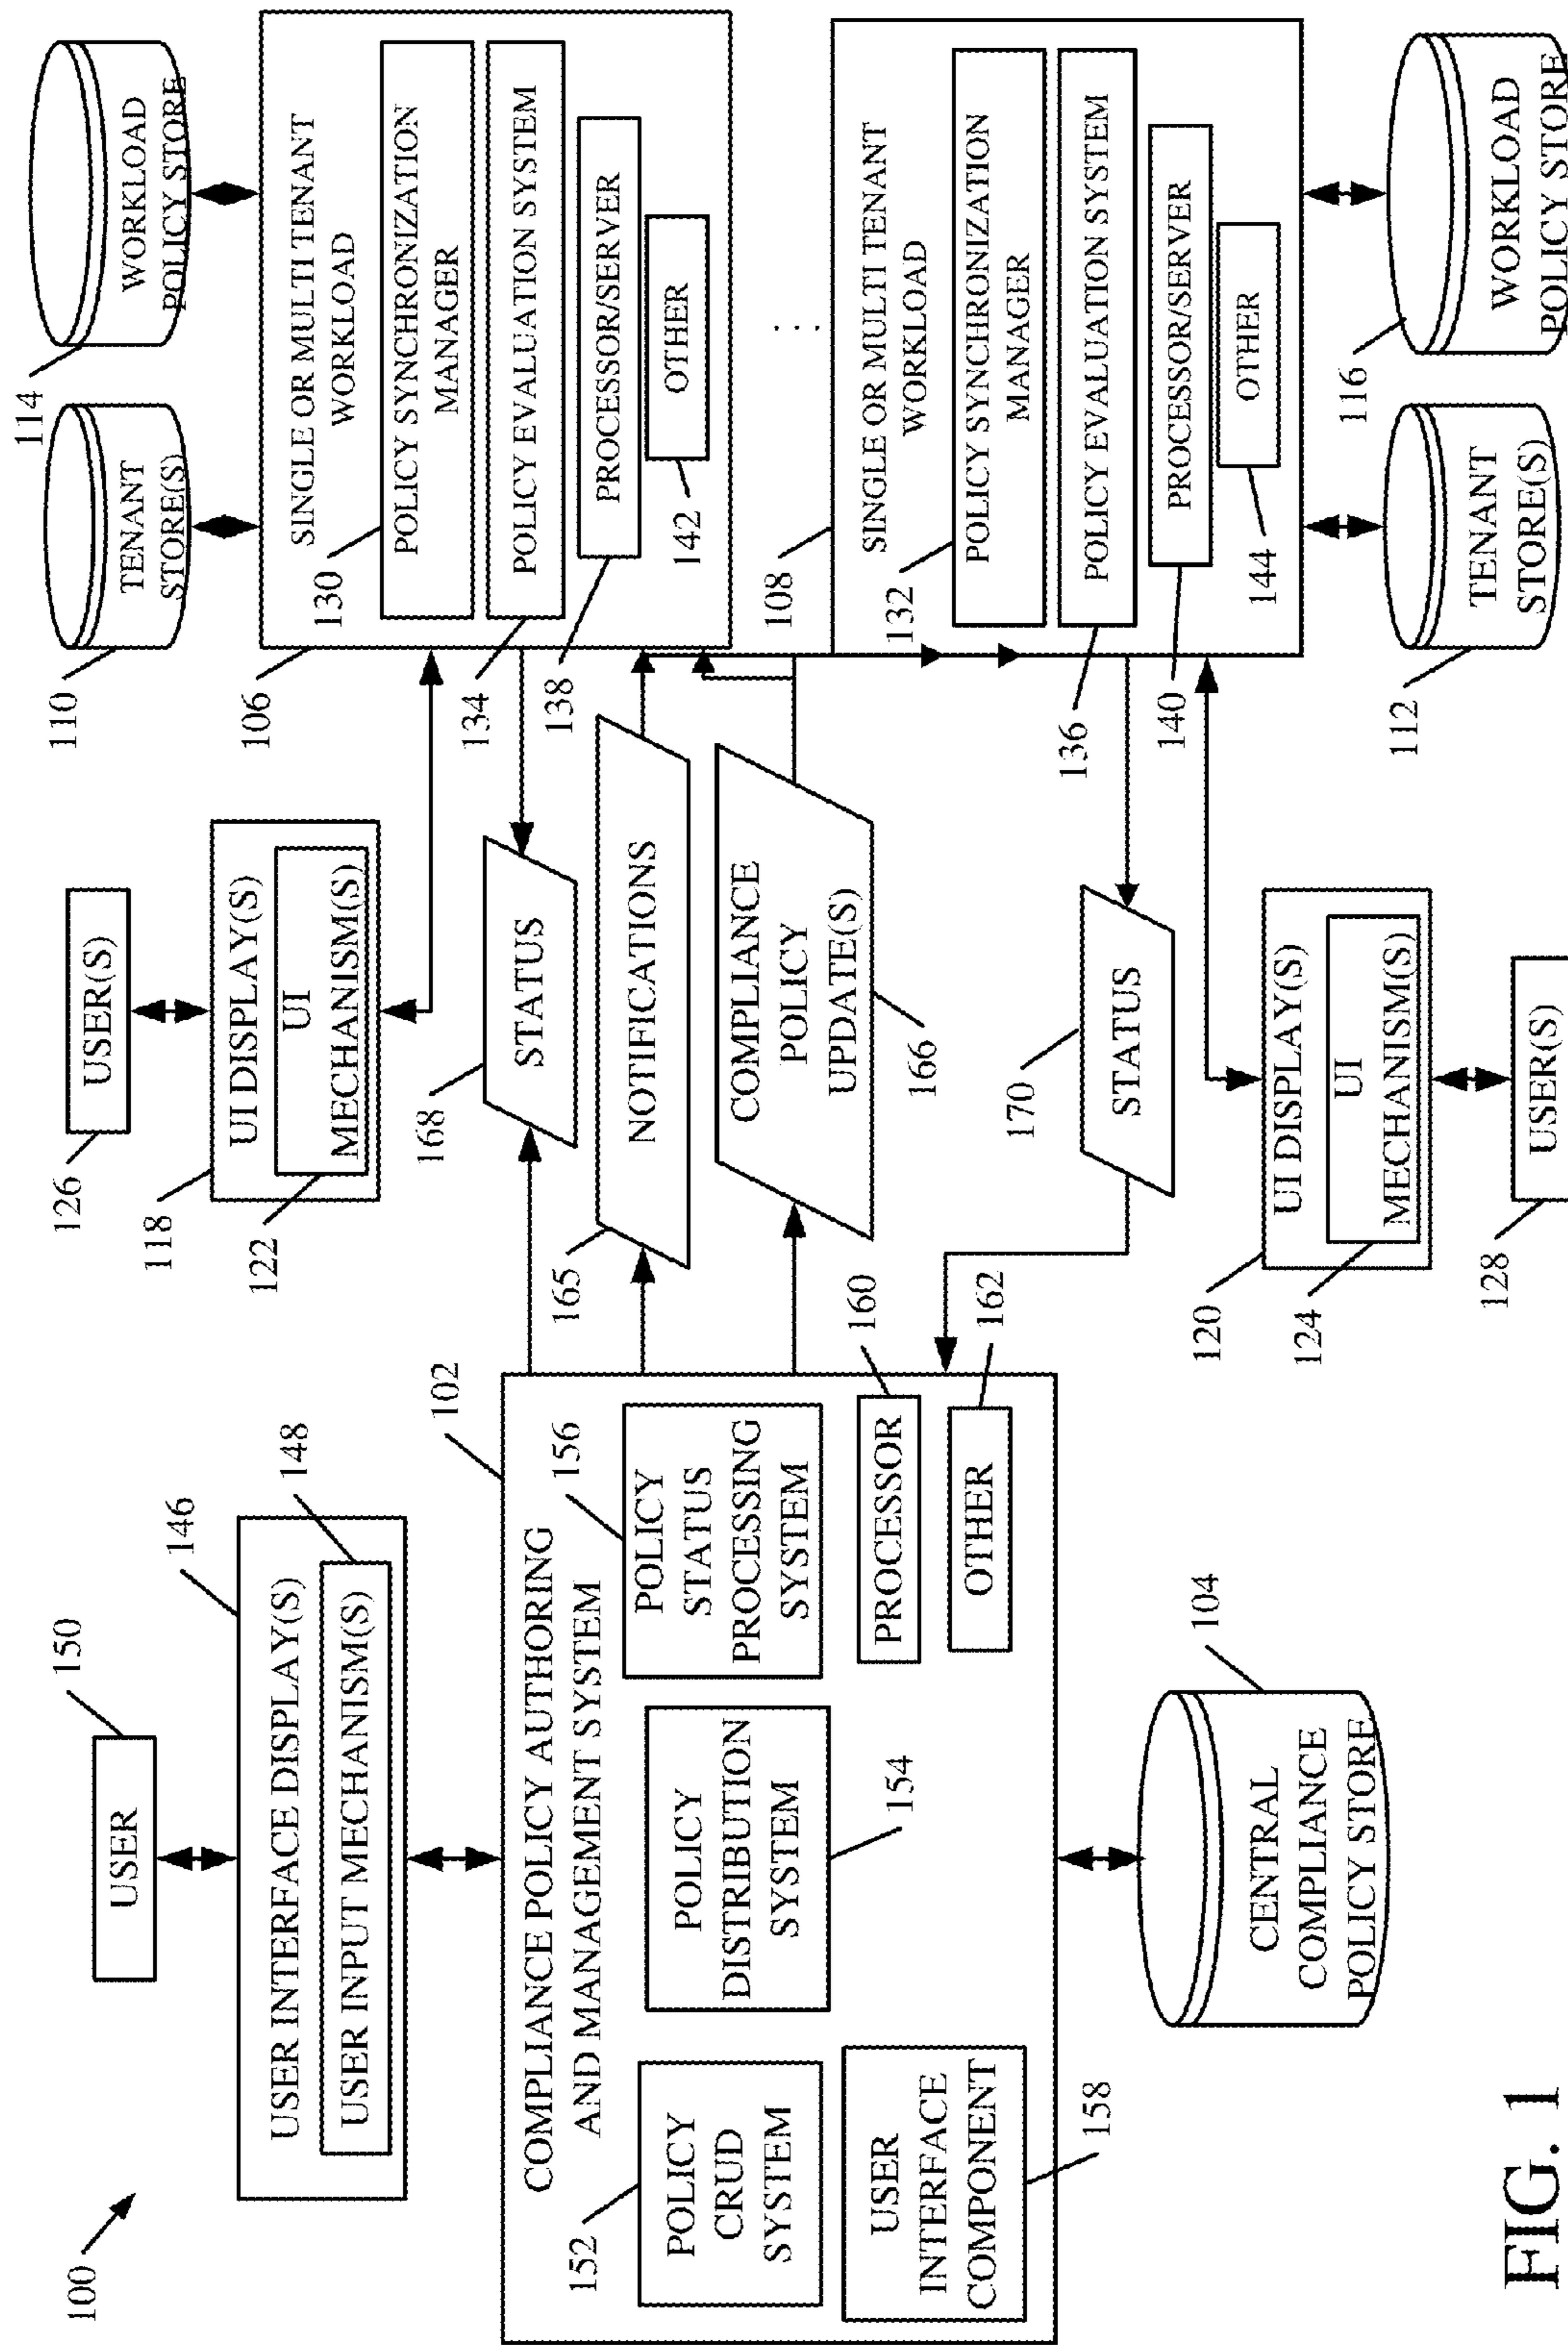 100
150
USER
146
USER INTERFACE DISPLAY(S)
148
USER INPUT MECHANISM(S)
102
COMPLIANCE POLICY AUTHORING
AND MANAGEMENT SYSTEM
152
POLICY
CRUD
SYSTEM
POLICY
DISTRIBUTION
SYSTEM
154
156
POLICY
STATUS
PROCESSING
SYSTEM
USER
INTERFACE
COMPONENT
158
160
PROCESSOR
162
OTHER
104
CENTRAL
COMPLIANCE
POLICY STORE
126
USER(S)
118
UI DISPLAY(S)
122
UI
MECHANISM(S)
168
STATUS
165
NOTIFICATIONS
COMPLIANCE
POLICY
UPDATE(S)
166
170
STATUS
120
UI DISPLAY(S)
124
UI
MECHANISM(S)
128
USER(S)
110
TENANT
STORE(S)
114
WORKLOAD
POLICY STORE
106
SINGLE OR MULTI TENANT
WORKLOAD
130
POLICY SYNCHRONIZATION
MANAGER
134
POLICY EVALUATION SYSTEM
138
PROCESSOR/SERVER
142
OTHER
...
108
SINGLE OR MULTI TENANT
WORKLOAD
132
POLICY SYNCHRONIZATION
MANAGER
136
POLICY EVALUATION SYSTEM
140
PROCESSOR/SERVER
144
OTHER
112
TENANT
STORE(S)
116
WORKLOAD
POLICY STORE
FIG. 1